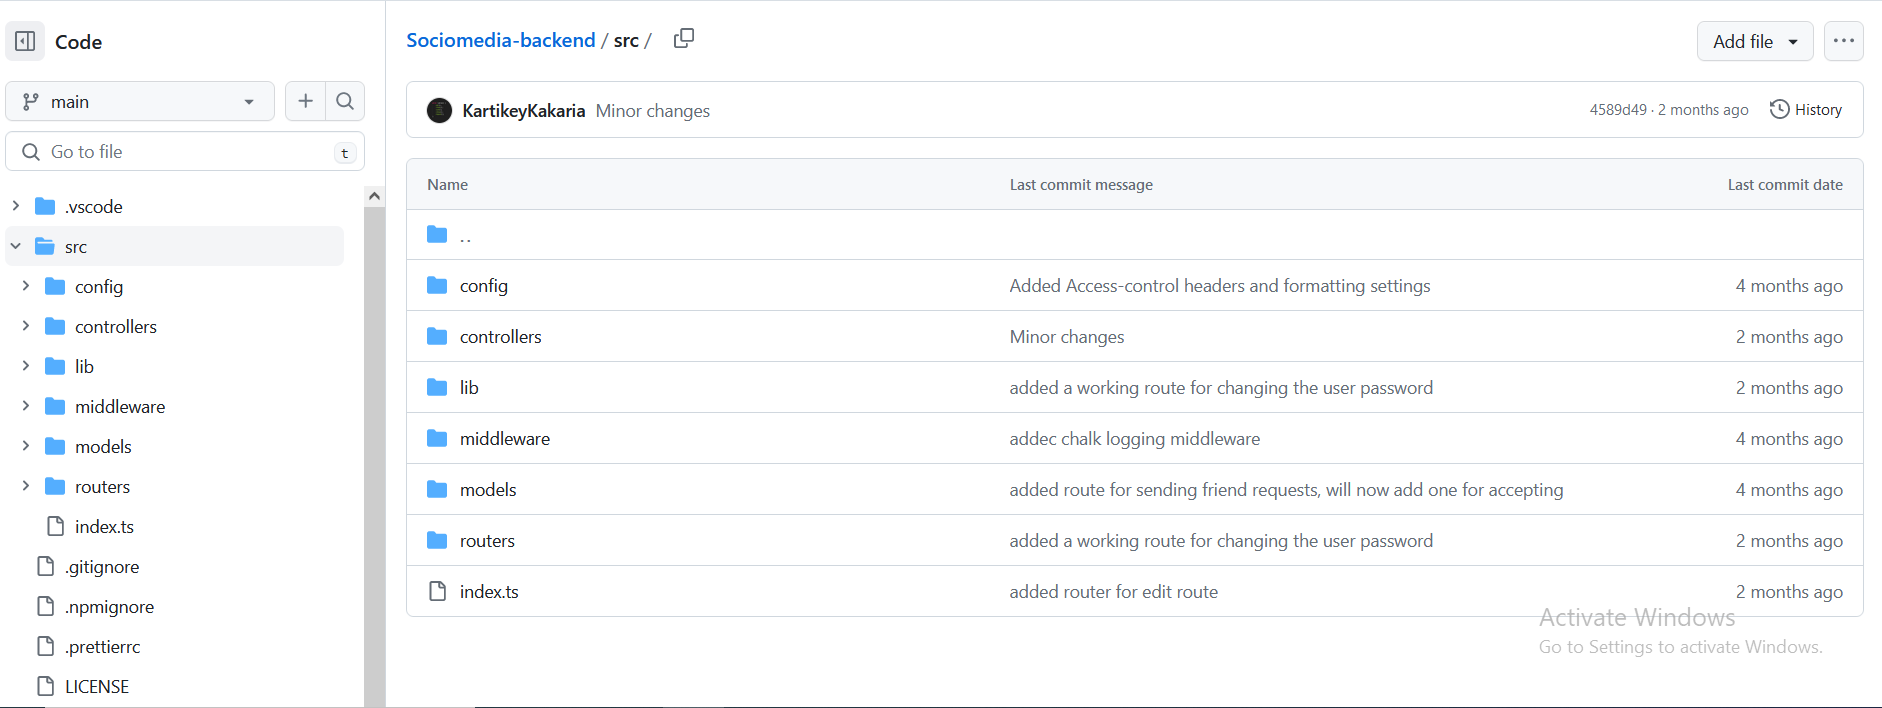 Code
main
Go to file
t
.vscode
src
config
controllers
lib
middleware
models
routers
index.ts
.gitignore
.npmignore
.prettierrc
LICENSE
Sociomedia-backend / src /
Add file
KartikeyKakaria Minor changes
4589d49 · 2 months ago
History
Name Last commit message Last commit date
..
config Added Access-control headers and formatting settings 4 months ago
controllers Minor changes 2 months ago
lib added a working route for changing the user password 2 months ago
middleware addec chalk logging middleware 4 months ago
models added route for sending friend requests, will now add one for accepting 4 months ago
routers added a working route for changing the user password 2 months ago
index.ts added router for edit route 2 months ago
Activate Windows
Go to Settings to activate Windows.